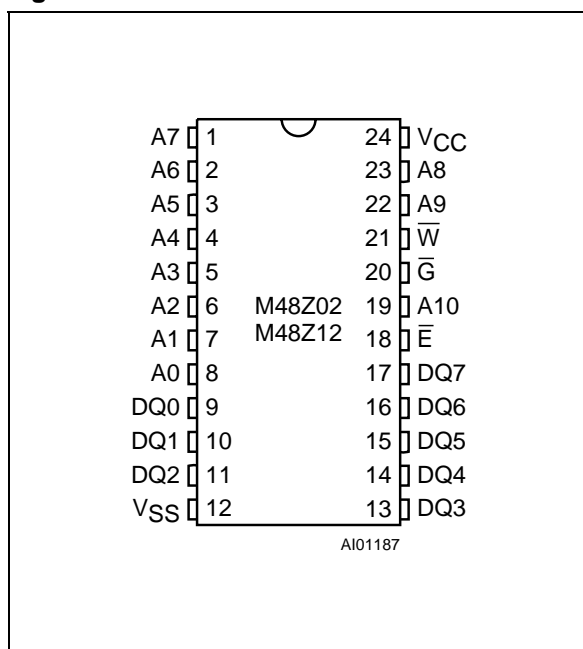 A7 1 24 VCC
A6 2 23 A8
A5 3 22 A9
A4 4 21 W̅
A3 5 20 G̅
A2 6 M48Z02 19 A10
A1 7 M48Z12 18 E̅
A0 8 17 DQ7
DQ0 9 16 DQ6
DQ1 10 15 DQ5
DQ2 11 14 DQ4
VSS 12 13 DQ3
AI01187